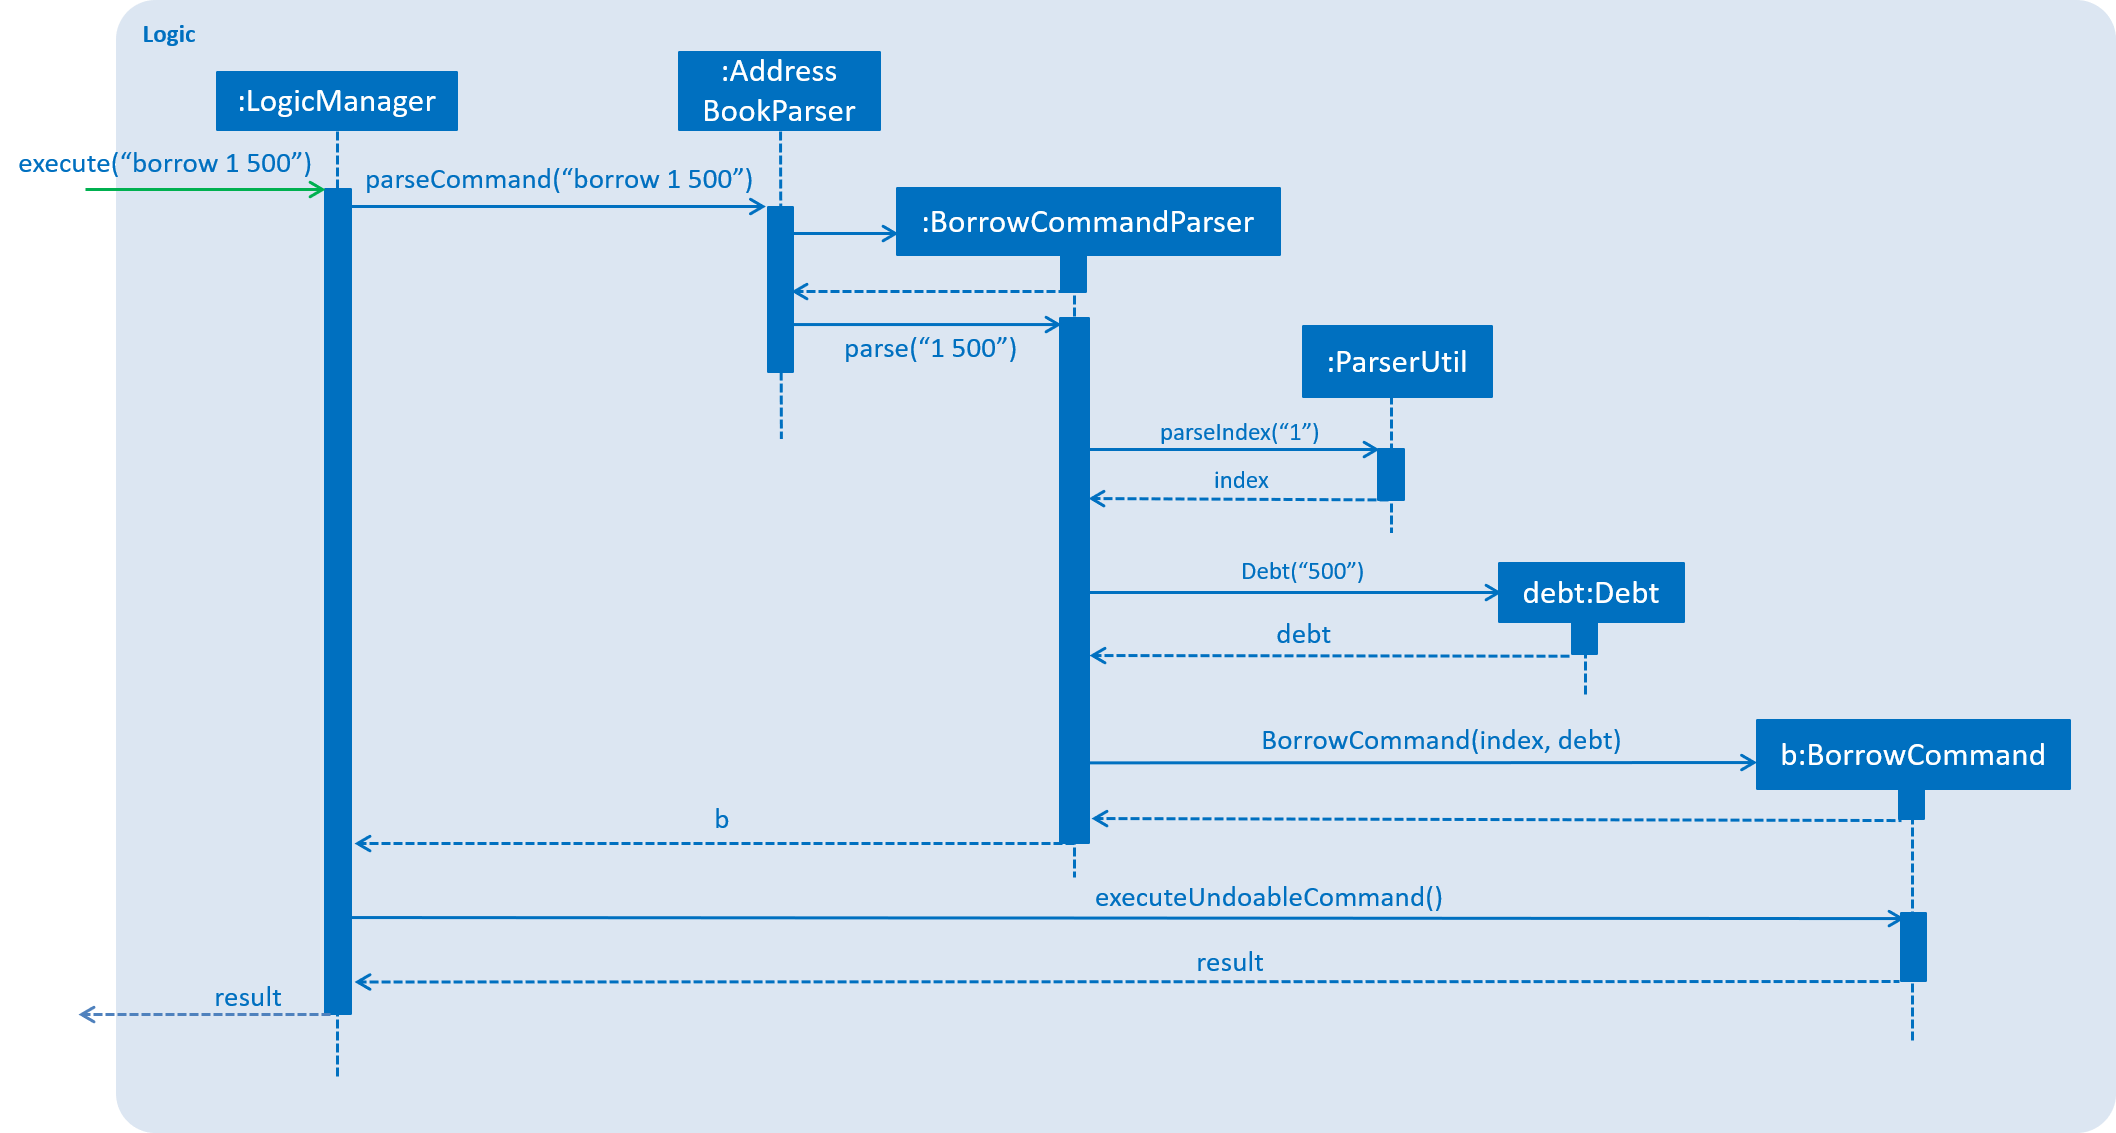 Logic
:LogicManager
:Address
BookParser
execute(“borrow 1 500”)
parseCommand(“borrow 1 500”)
:BorrowCommandParser
parse(“1 500”)
:ParserUtil
parseIndex(“1”)
index
Debt(“500”)
debt:Debt
debt
BorrowCommand(index, debt)
b:BorrowCommand
b
executeUndoableCommand()
result
result